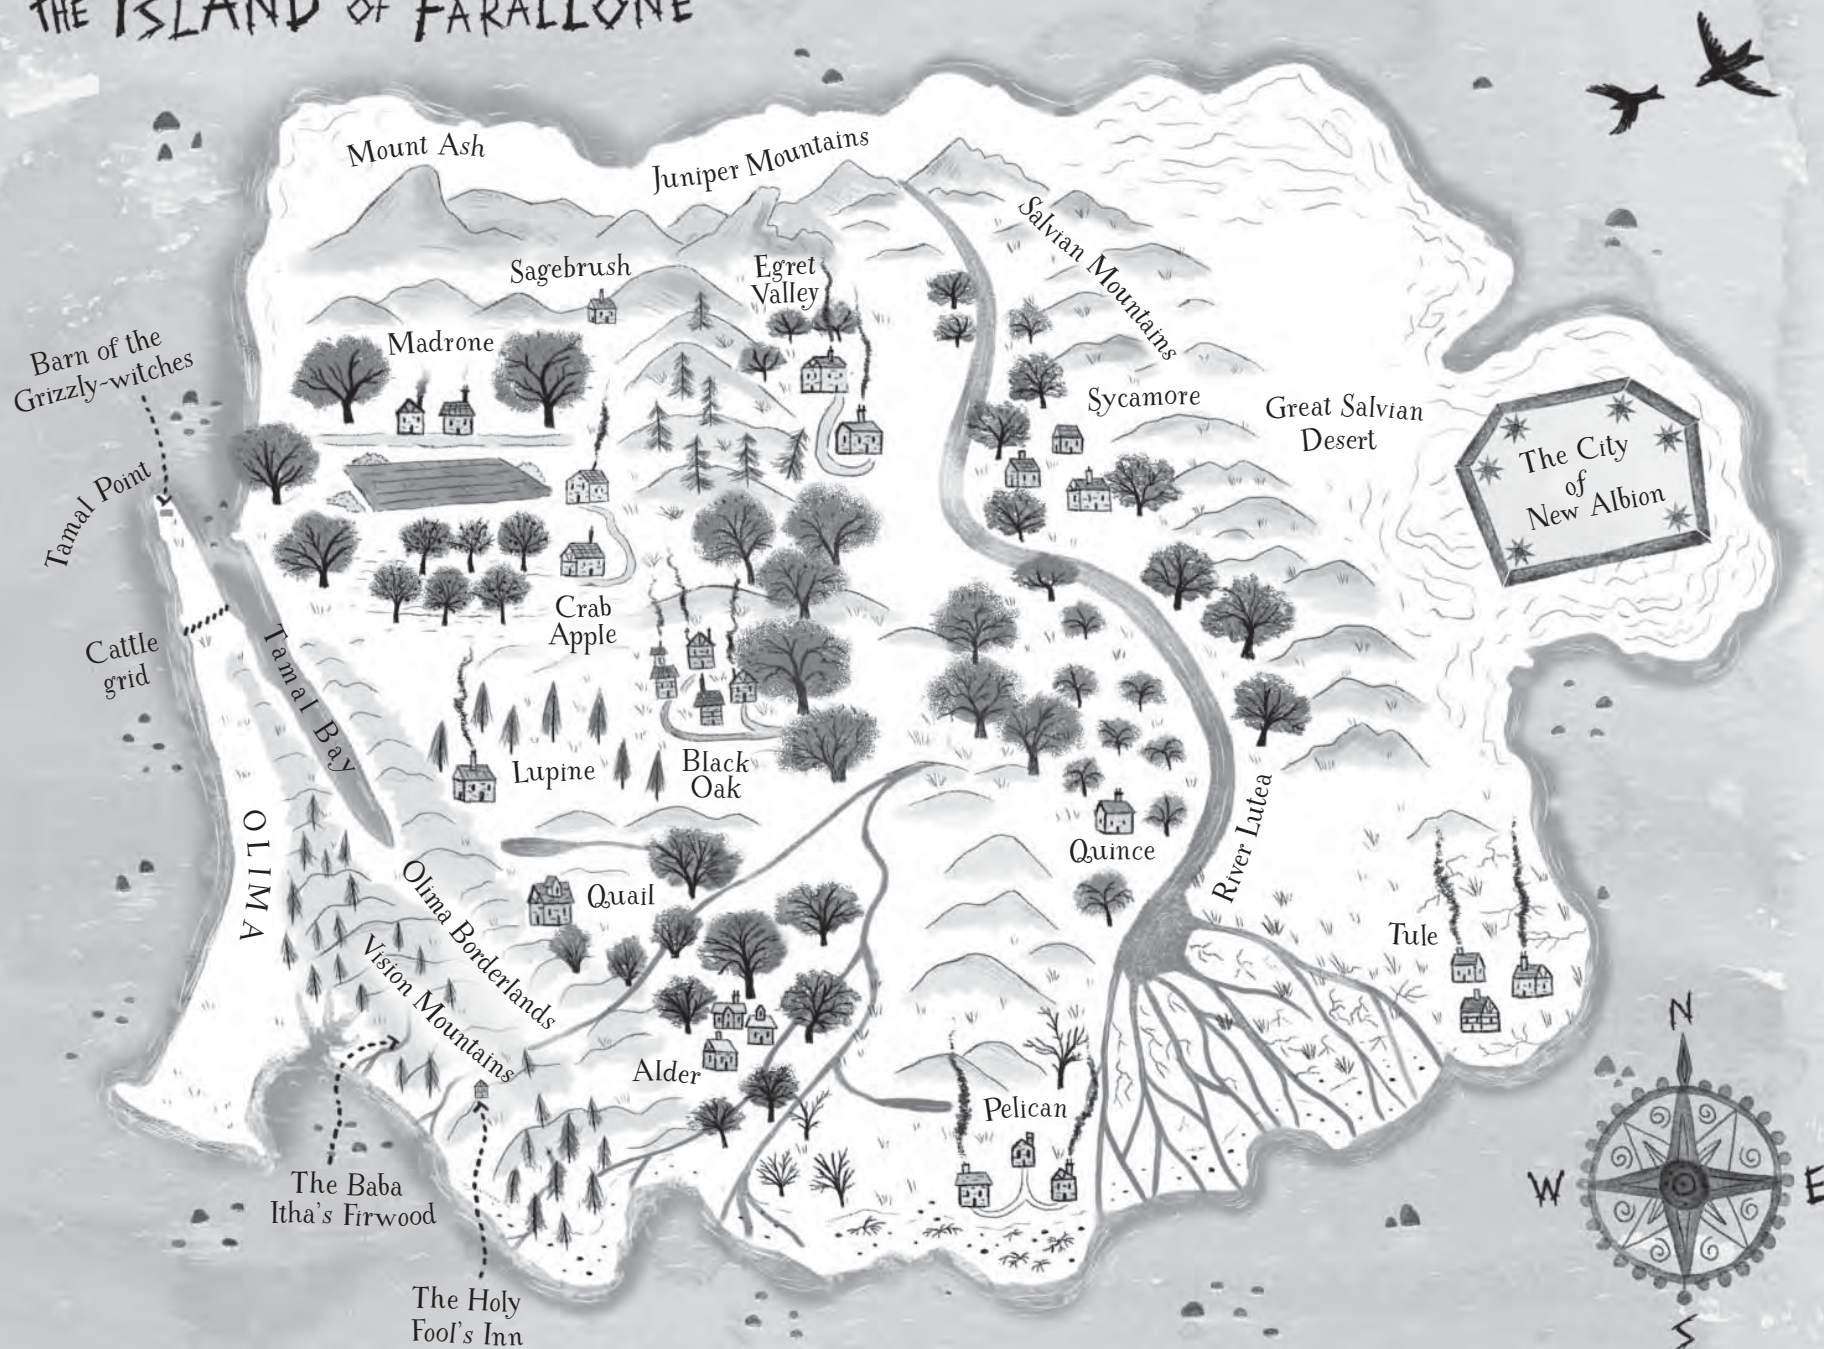 THE ISLAND OF FARALLONE
Mount Ash
Juniper Mountains
Salvian Mountains
Sagebrush
Egret
Valley
Madrone
Barn of the
Grizzly-witches
Tamal Point
Sycamore
Great Salvian
Desert
The City
of
New Albion
Crab
Apple
Cattle
grid
Tamal Bay
Lupine
Black
Oak
OLIMA
Quince
River Lutea
Quail
Olima Borderlands
Vision Mountains
Tule
Alder
Pelican
The Baba
Itha's Firwood
The Holy
Fool's Inn
N
W
E
S